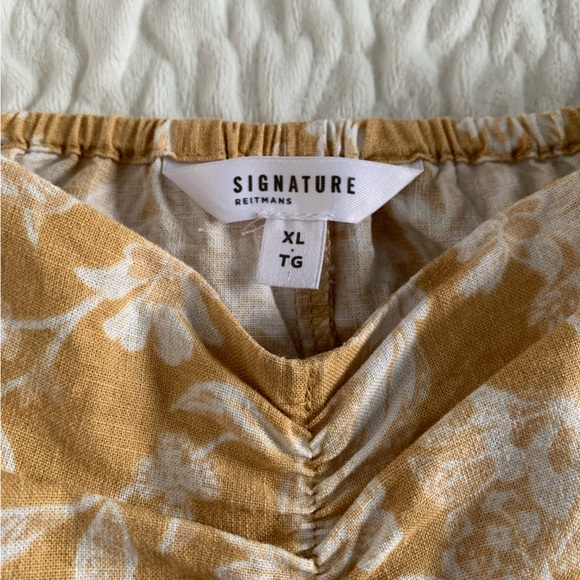 SIGNATURE
REITMANS
XL
•
TG